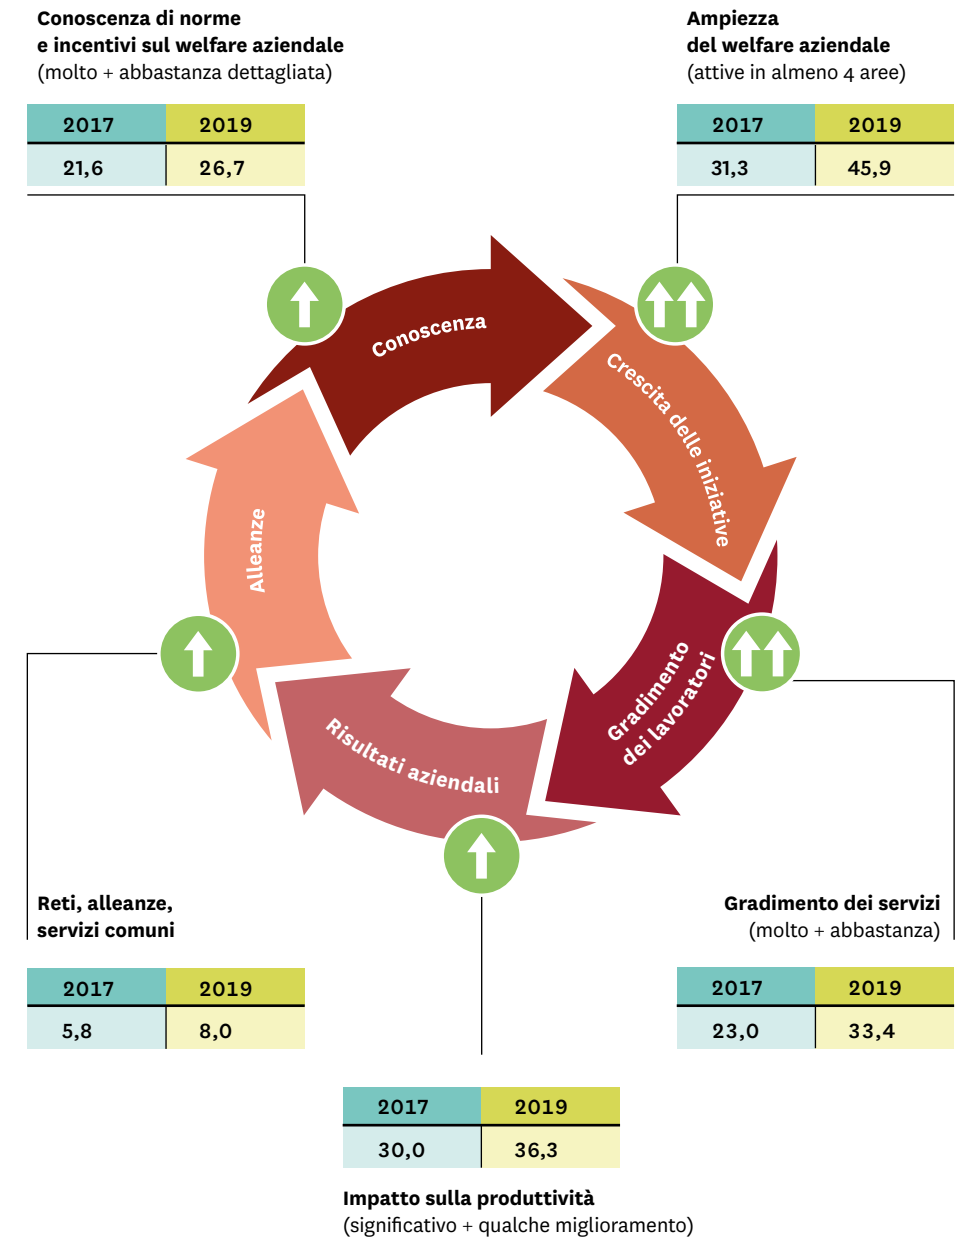 Conoscenza di norme
e incentivi sul welfare aziendale
(molto + abbastanza dettagliata)
2017 2019
21,6 26,7
Ampiezza
del welfare aziendale
(attive in almeno 4 aree)
2017 2019
31,3 45,9
Conoscenza
Crescita delle iniziative
Alleanze
Gradimento
dei lavoratori
Risultati aziendali
Reti, alleanze,
servizi comuni
2017 2019
5,8 8,0
Gradimento dei servizi
(molto + abbastanza)
2017 2019
23,0 33,4
2017 2019
30,0 36,3
Impatto sulla produttività
(significativo + qualche miglioramento)